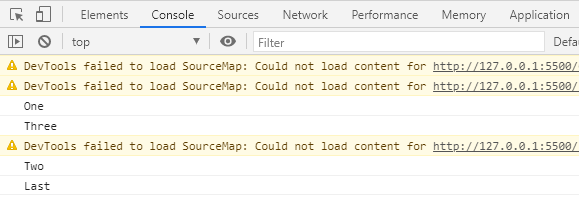 Elements Console Sources Network Performance Memory Application
top Filter Defau
DevTools failed to load SourceMap: Could not load content for http://127.0.0.1:5500/
DevTools failed to load SourceMap: Could not load content for http://127.0.0.1:5500/
One
Three
DevTools failed to load SourceMap: Could not load content for http://127.0.0.1:5500/
Two
Last